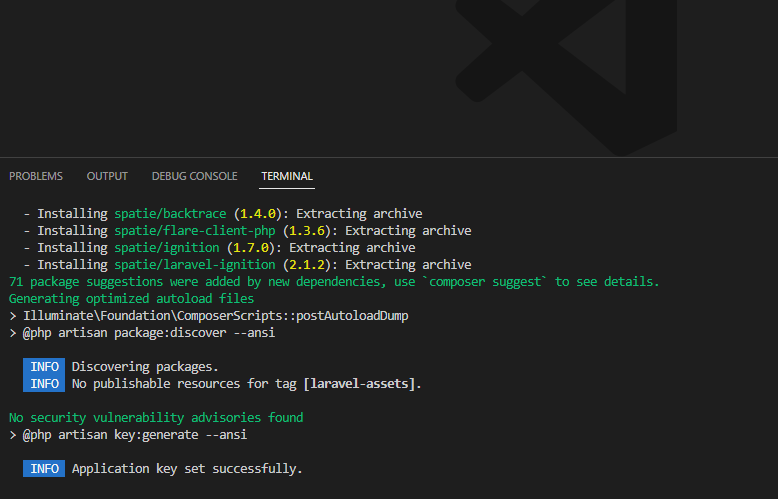 PROBLEMS OUTPUT DEBUG CONSOLE TERMINAL
- Installing spatie/backtrace (1.4.0): Extracting archive
- Installing spatie/flare-client-php (1.3.6): Extracting archive
- Installing spatie/ignition (1.7.0): Extracting archive
- Installing spatie/laravel-ignition (2.1.2): Extracting archive
71 package suggestions were added by new dependencies, use `composer suggest` to see details.
Generating optimized autoload files
> Illuminate\Foundation\ComposerScripts::postAutoloadDump
> @php artisan package:discover --ansi
INFO Discovering packages.
INFO No publishable resources for tag [laravel-assets].
No security vulnerability advisories found
> @php artisan key:generate --ansi
INFO Application key set successfully.